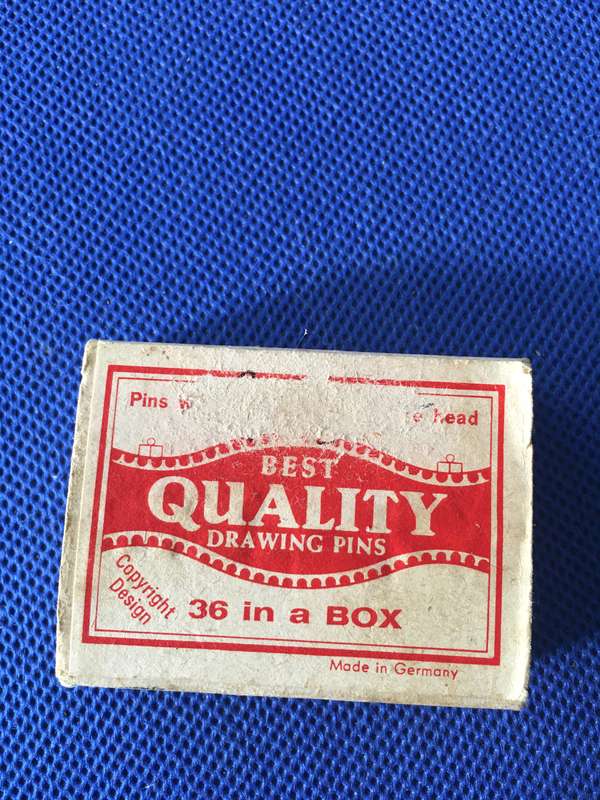 Pins head
BEST
QUALITY
DRAWING PINS
Copyright
Design
36 in a BOX
Made in Germany